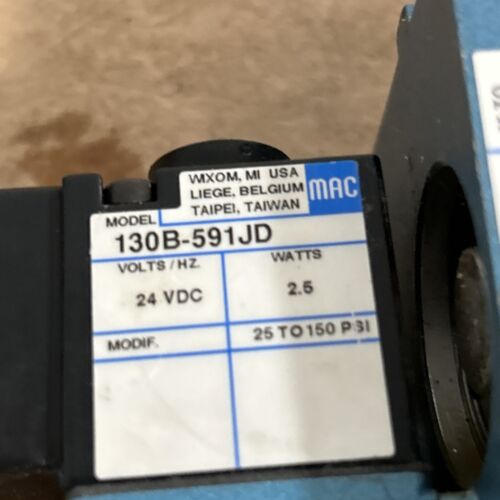 WIXOM, MI USA
LIEGE, BELGIUM
TAIPEI, TAIWAN
MAC
MODEL
130B-591JD
VOLTS/HZ.
WATTS
24 VDC
2.5
MODIF.
25 TO 150 PSI